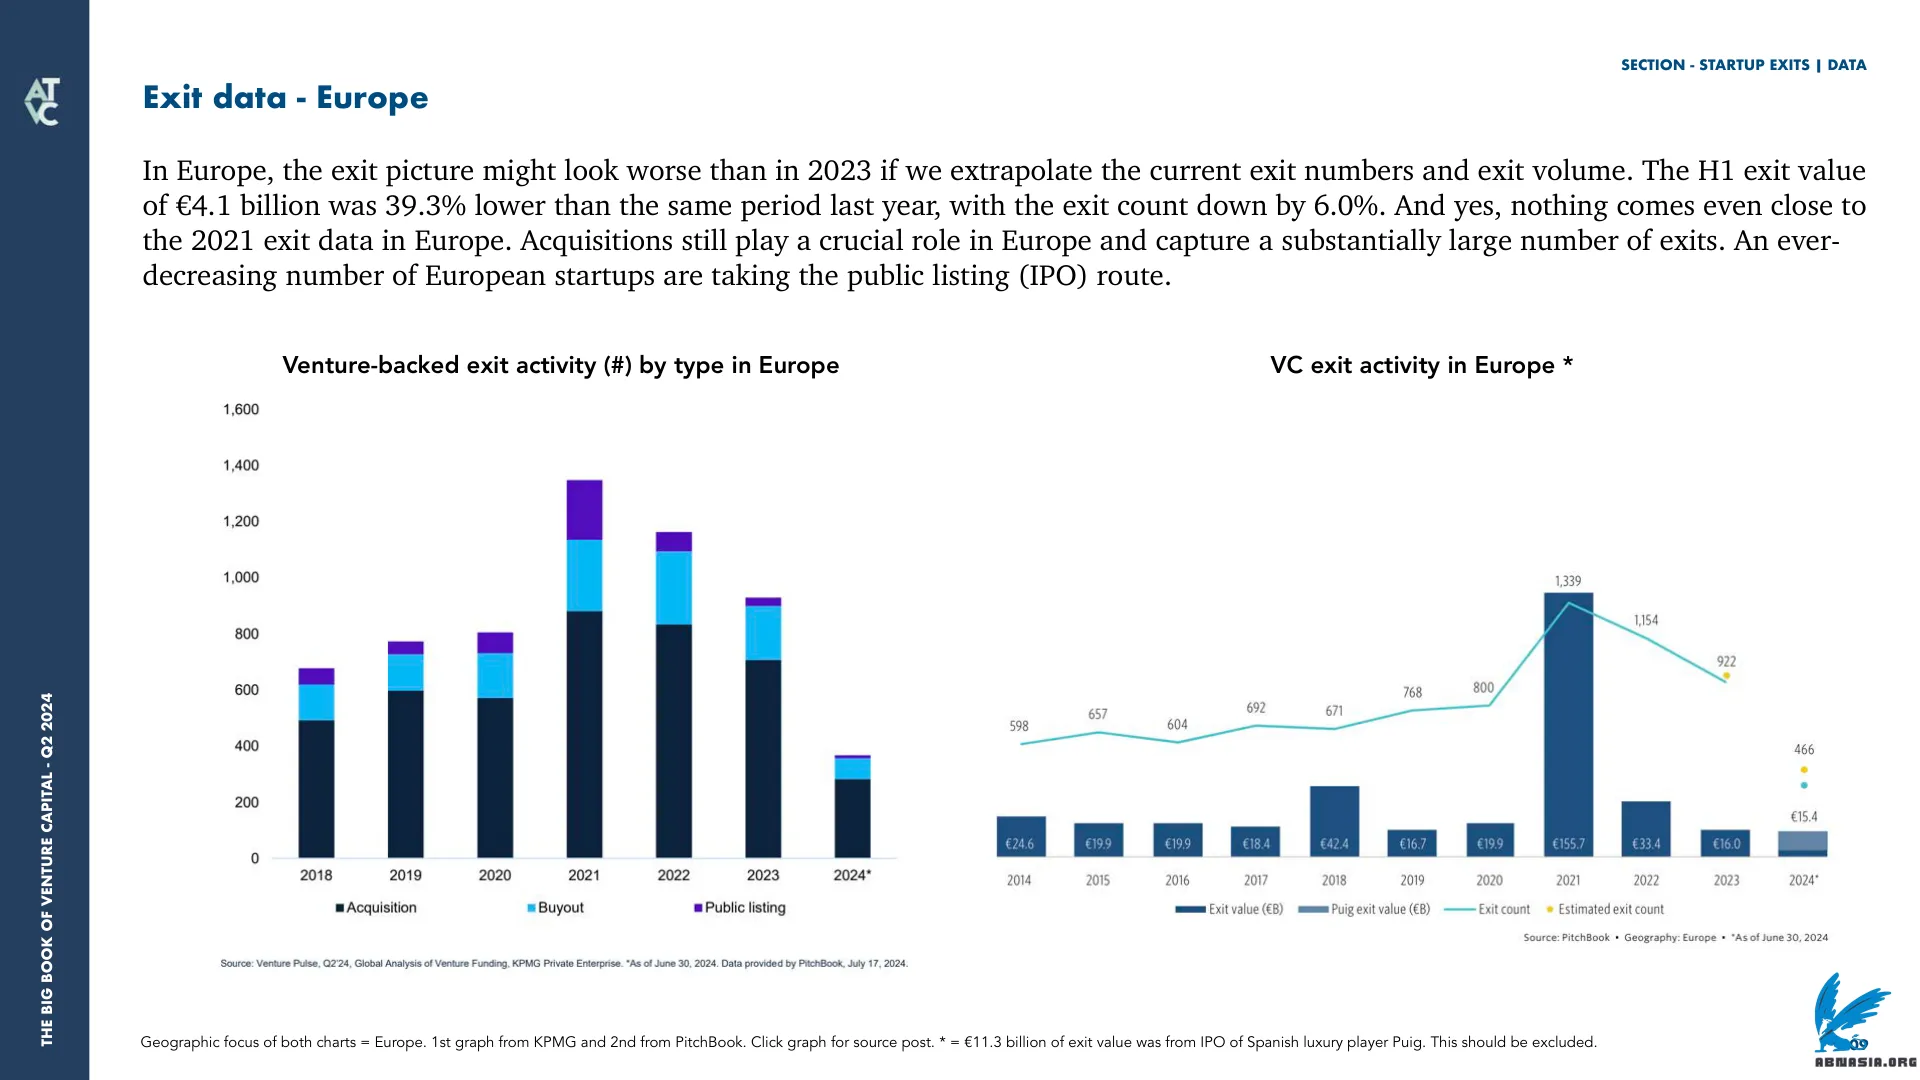 SECTION - STARTUP EXITS | DATA
AT
VC
Exit data - Europe
In Europe, the exit picture might look worse than in 2023 if we extrapolate the current exit numbers and exit volume. The H1 exit value
of €4.1 billion was 39.3% lower than the same period last year, with the exit count down by 6.0%. And yes, nothing comes even close to
the 2021 exit data in Europe. Acquisitions still play a crucial role in Europe and capture a substantially large number of exits. An ever-
decreasing number of European startups are taking the public listing (IPO) route.
THE BIG BOOK OF VENTURE CAPITAL - Q2 2024
Venture-backed exit activity (#) by type in Europe
1,600
1,400
1,200
1,000
800
600
400
200
0
2018 2019 2020 2021 2022 2023 2024*
Acquisition Buyout Public listing
Source: Venture Pulse, Q2'24, Global Analysis of Venture Funding, KPMG Private Enterprise. *As of June 30, 2024. Data provided by PitchBook, July 17, 2024.
VC exit activity in Europe *
598 657 604 692 671 768 800 1,339 1,154 922 466
€24.6 €19.9 €19.9 €18.4 €42.4 €16.7 €19.9 €155.7 €33.4 €16.0 €15.4
2014 2015 2016 2017 2018 2019 2020 2021 2022 2023 2024*
Exit value (€B) Puig exit value (€B) Exit count Estimated exit count
Source: PitchBook • Geography: Europe • *As of June 30, 2024
Geographic focus of both charts = Europe. 1st graph from KPMG and 2nd from PitchBook. Click graph for source post. * = €11.3 billion of exit value was from IPO of Spanish luxury player Puig. This should be excluded.
ABNASIA.ORG